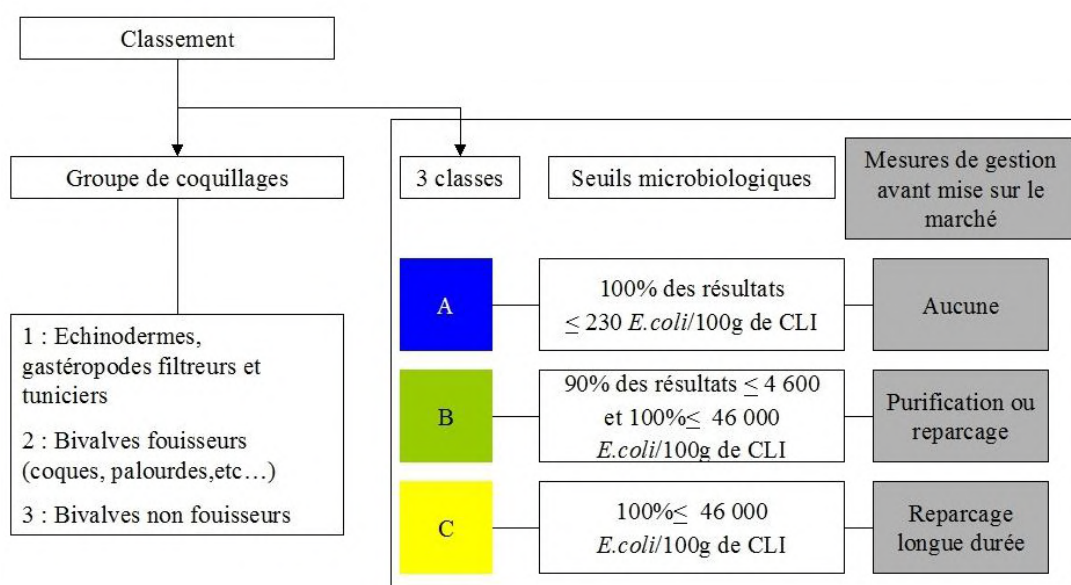 Classement
Groupe de coquillages
1 : Echinodermes,
gastéropodes filtreurs et
tuniciers
2 : Bivalves fouisseurs
(coques, palourdes,etc…)
3 : Bivalves non fouisseurs
3 classes
Seuils microbiologiques
Mesures de gestion
avant mise sur le
marché
A
100% des résultats
≤ 230 E.coli/100g de CLI
Aucune
B
90% des résultats ≤ 4 600
et 100%≤ 46 000
E.coli/100g de CLI
Purification ou
reparcage
C
100%≤ 46 000
E.coli/100g de CLI
Reparcage
longue durée